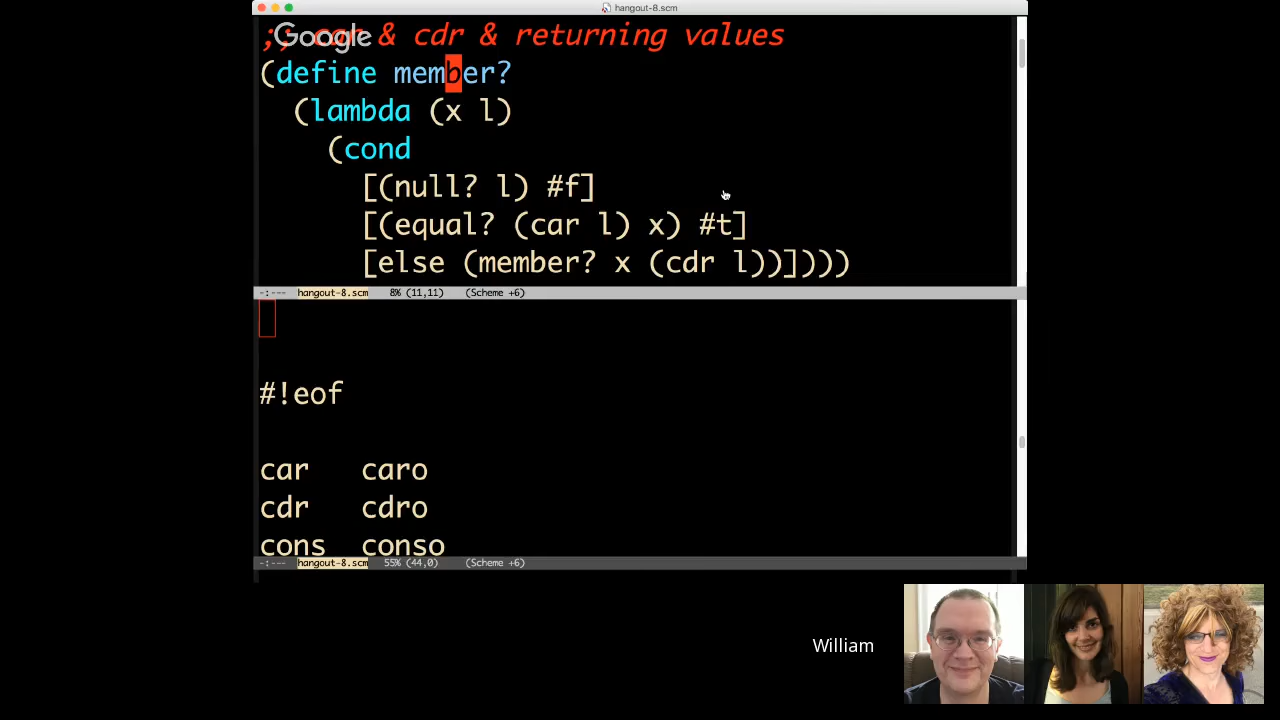 hangout-8.scm
;; car & cdr & returning values
Google
(define member?
(lambda (x l)
(cond
[(null? l) #f]
[(equal? (car l) x) #t]
[else (member? x (cdr l))])))
-:--- hangout-8.scm 8% (11,11) (Scheme +6)
#!eof
car caro
cdr cdro
cons conso
-:--- hangout-8.scm 55% (44,0) (Scheme +6)
William